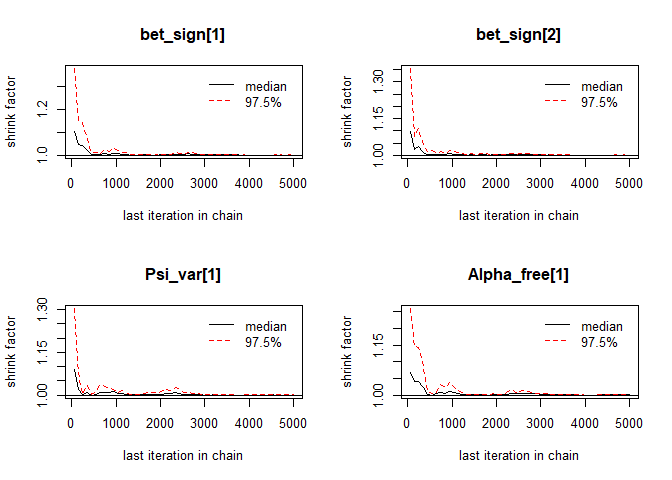 bet_sign[1]
shrink factor
1.0 1.2
median
97.5%
0 1000 2000 3000 4000 5000
last iteration in chain
bet_sign[2]
shrink factor
1.00 1.15 1.30
median
97.5%
0 1000 2000 3000 4000 5000
last iteration in chain
Psi_var[1]
shrink factor
1.00 1.15 1.30
median
97.5%
0 1000 2000 3000 4000 5000
last iteration in chain
Alpha_free[1]
shrink factor
1.00 1.15
median
97.5%
0 1000 2000 3000 4000 5000
last iteration in chain